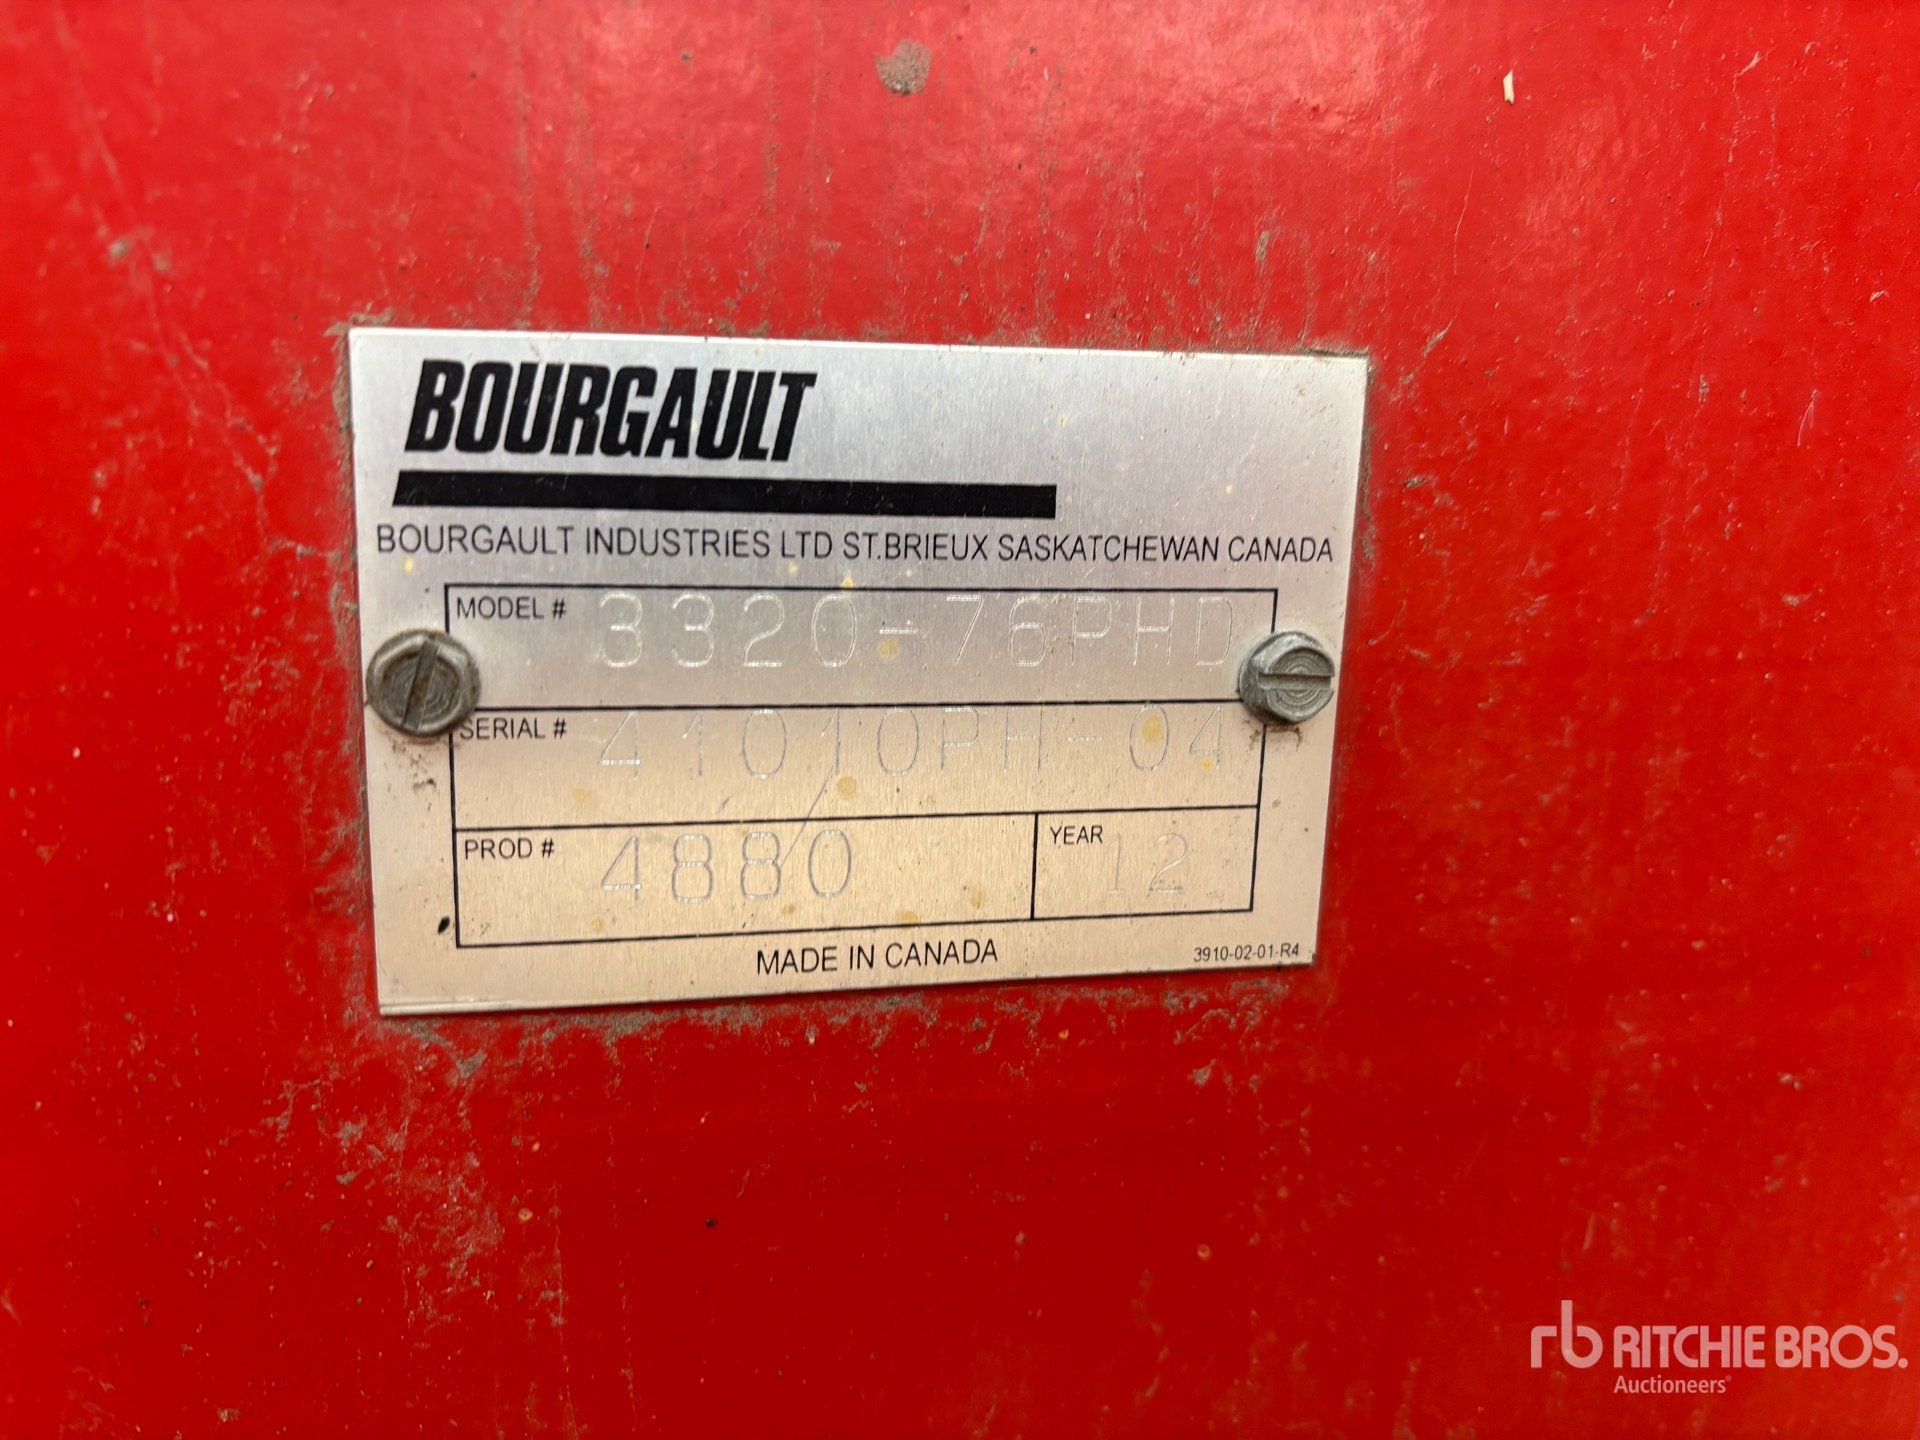 BOURGAULT
BOURGAULT INDUSTRIES LTD ST.BRIEUX SASKATCHEWAN CANADA
MODEL # 3320-76PHD
SERIAL # 41010PH-04
PROD # 4880 YEAR 12
MADE IN CANADA 3910-02-01-R4
rb RITCHIE BROS.
Auctioneers